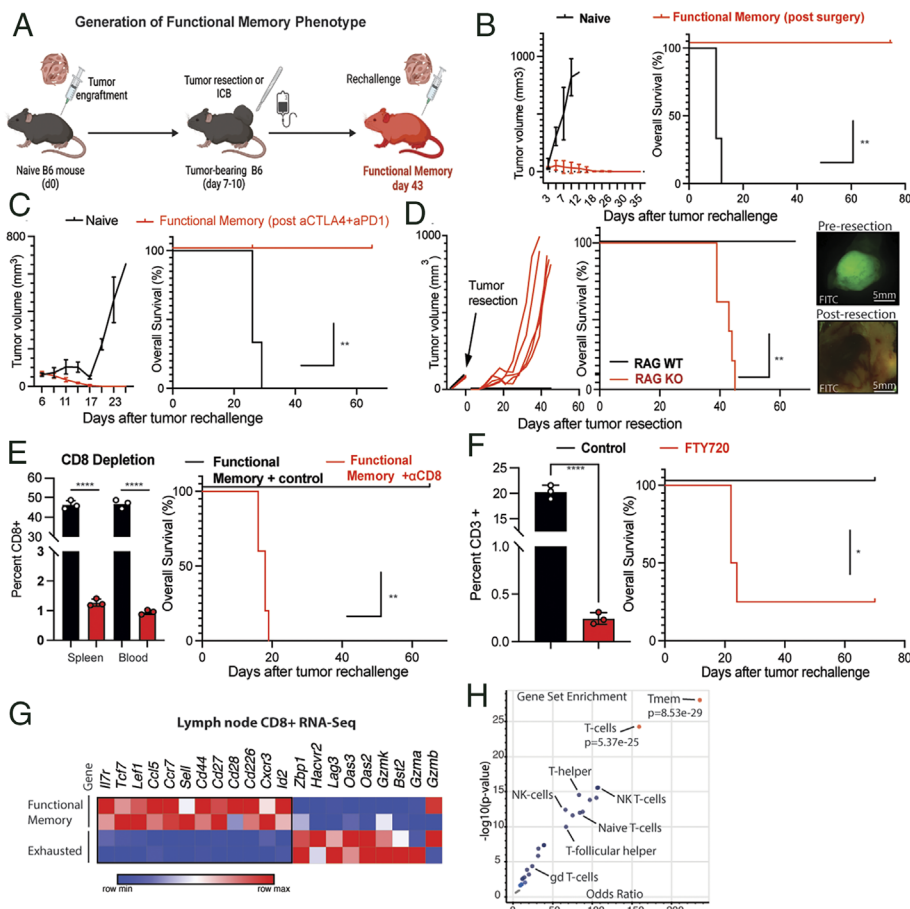 A
Generation of Functional Memory Phenotype
Tumor
engraftment
Tumor resection or
ICB
Rechallenge
Naive B6 mouse
(d0)
Tumor-bearing B6
(day 7-10)
Functional Memory
day 43
B
Naive
Functional Memory (post surgery)
Tumor volume (mm3)
1000
0
3
7
12
18
26
30
35
Overall Survival (%)
100
50
0
0 20 40 60 80
**
Days after tumor rechallenge
C
Naive
Functional Memory (post aCTLA4+aPD1)
Tumor volume (mm³)
800
400
0
6 11 17 23
Overall Survival (%)
100
50
0
0 20 40 60
**
Days after tumor rechallenge
D
Tumor volume (mm
3
)
1000
0
Tumor
resection
0 20 40
Overall Survival (%)
100
50
0
0 20 40 60
RAG WT
RAG KO
**
Days after tumor resection
Pre-resection
FITC
5mm
Post-resection
FITC
5mm
E
CD8 Depletion
Percent CD8+
60
50
40
30
3
2
1
0
****
****
Spleen
Blood
Functional
Memory + control
Functional
Memory +αCD8
Overall Survival (%)
100
50
0
0 20 40 60
**
Days after tumor rechallenge
F
Control
FTY720
Percent CD3 +
25
20
15
1.0
0.5
0.0
****
Overall Survival (%)
100
50
0
0 20 40 60 80
*
Days after tumor rechallenge
G
Lymph node CD8+ RNA-Seq
Gene
Il7r
Tcf7
Lef1
Ccl5
Ccr7
Sell
Cd44
Cd27
Cd28
Cd226
Cxcr3
Id2
Zbp1
Hacvr2
Lag3
Oas3
Oas2
Gzmk
Bst2
Gzma
Gzmb
Functional
Memory
Exhausted
row min
row max
H
Gene Set Enrichment
Tmem
p=8.53e-29
T-cells
p=5.37e-25
T-helper
NK-cells
NK T-cells
Naive T-cells
T-follicular helper
gd T-cells
-log10(p-value)
25
20
15
10
5
0
Odds Ratio
0 50 100 150 200